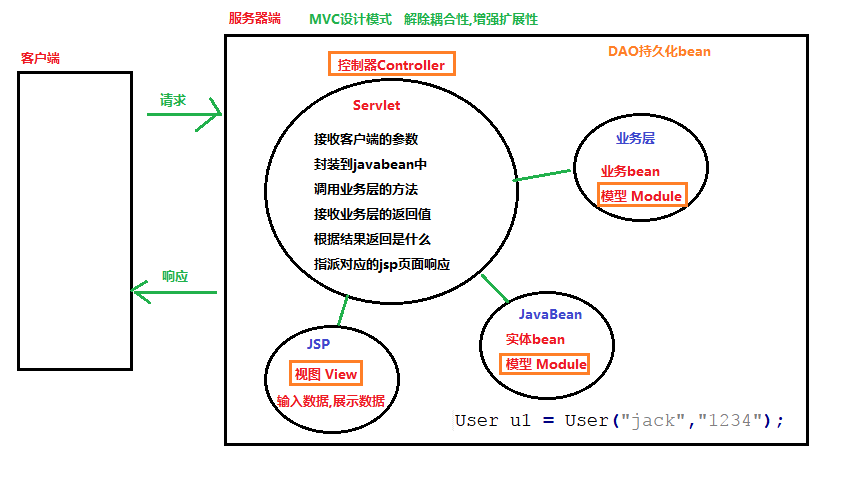 服务器端 MVC设计模式 解除耦合性,增强扩展性
客户端
DAO持久化bean
控制器Controller
请求
Servlet
接收客户端的参数
封装到javabean中
调用业务层的方法
接收业务层的返回值
根据结果返回是什么
指派对应的jsp页面响应
业务层
业务bean
模型 Module
响应
JavaBean
实体bean
模型 Module
JSP
视图 View
输入数据,展示数据
User u1 = User("jack","1234");